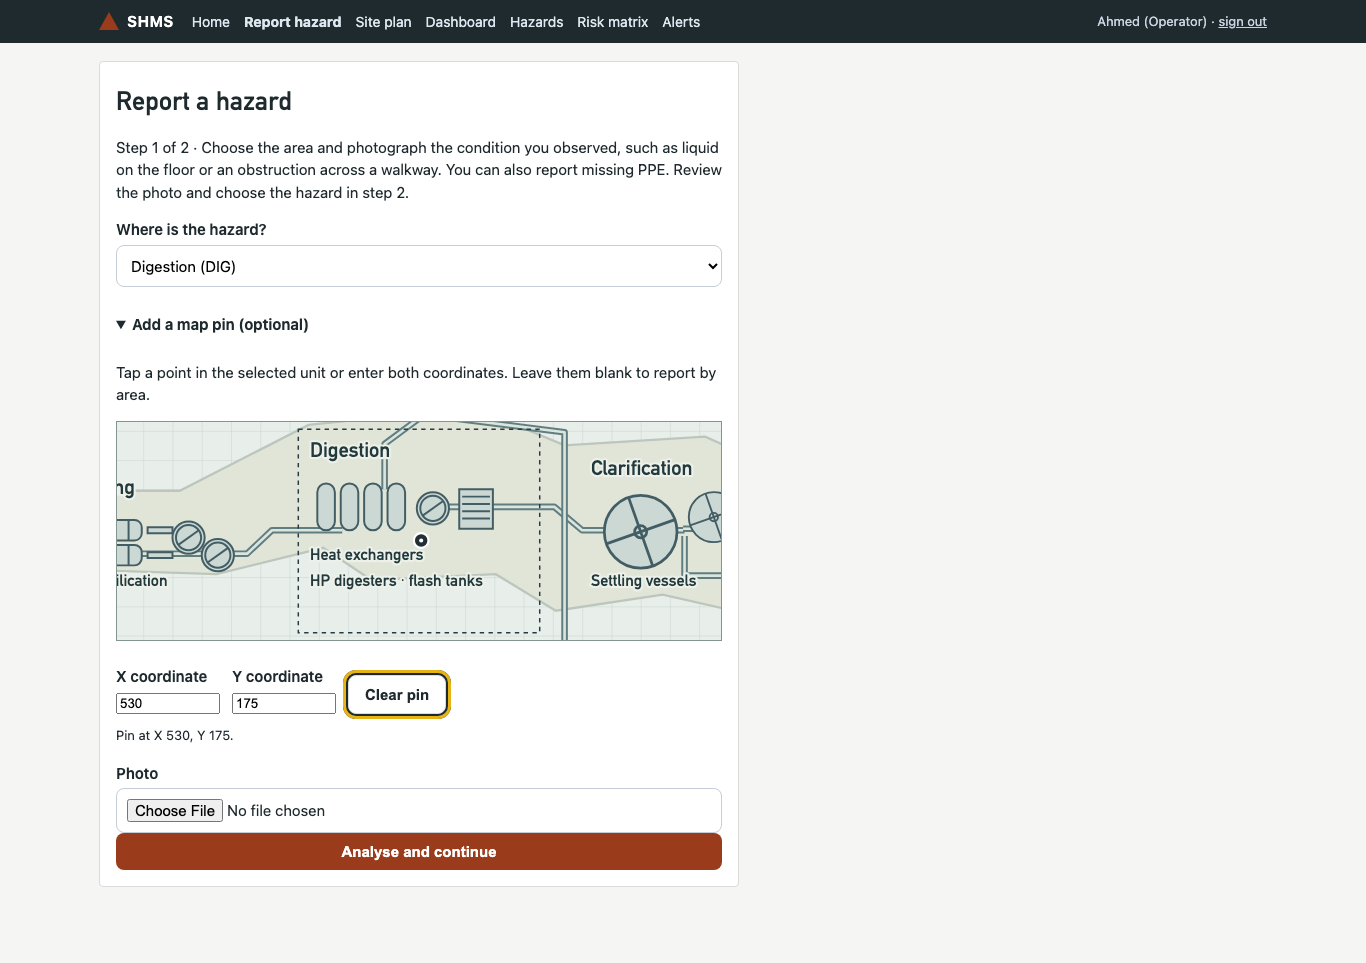 SHMS Home Report hazard Site plan Dashboard Hazards Risk matrix Alerts Ahmed (Operator) · sign out
Report a hazard
Step 1 of 2 · Choose the area and photograph the condition you observed, such as liquid
on the floor or an obstruction across a walkway. You can also report missing PPE. Review
the photo and choose the hazard in step 2.
Where is the hazard?
Digestion (DIG)
▼ Add a map pin (optional)
Tap a point in the selected unit or enter both coordinates. Leave them blank to report by
area.
Digestion
Clarification
ng
Heat exchangers
ilication
HP digesters · flash tanks
Settling vessels
X coordinate Y coordinate
530 175 Clear pin
Pin at X 530, Y 175.
Photo
Choose File No file chosen
Analyse and continue